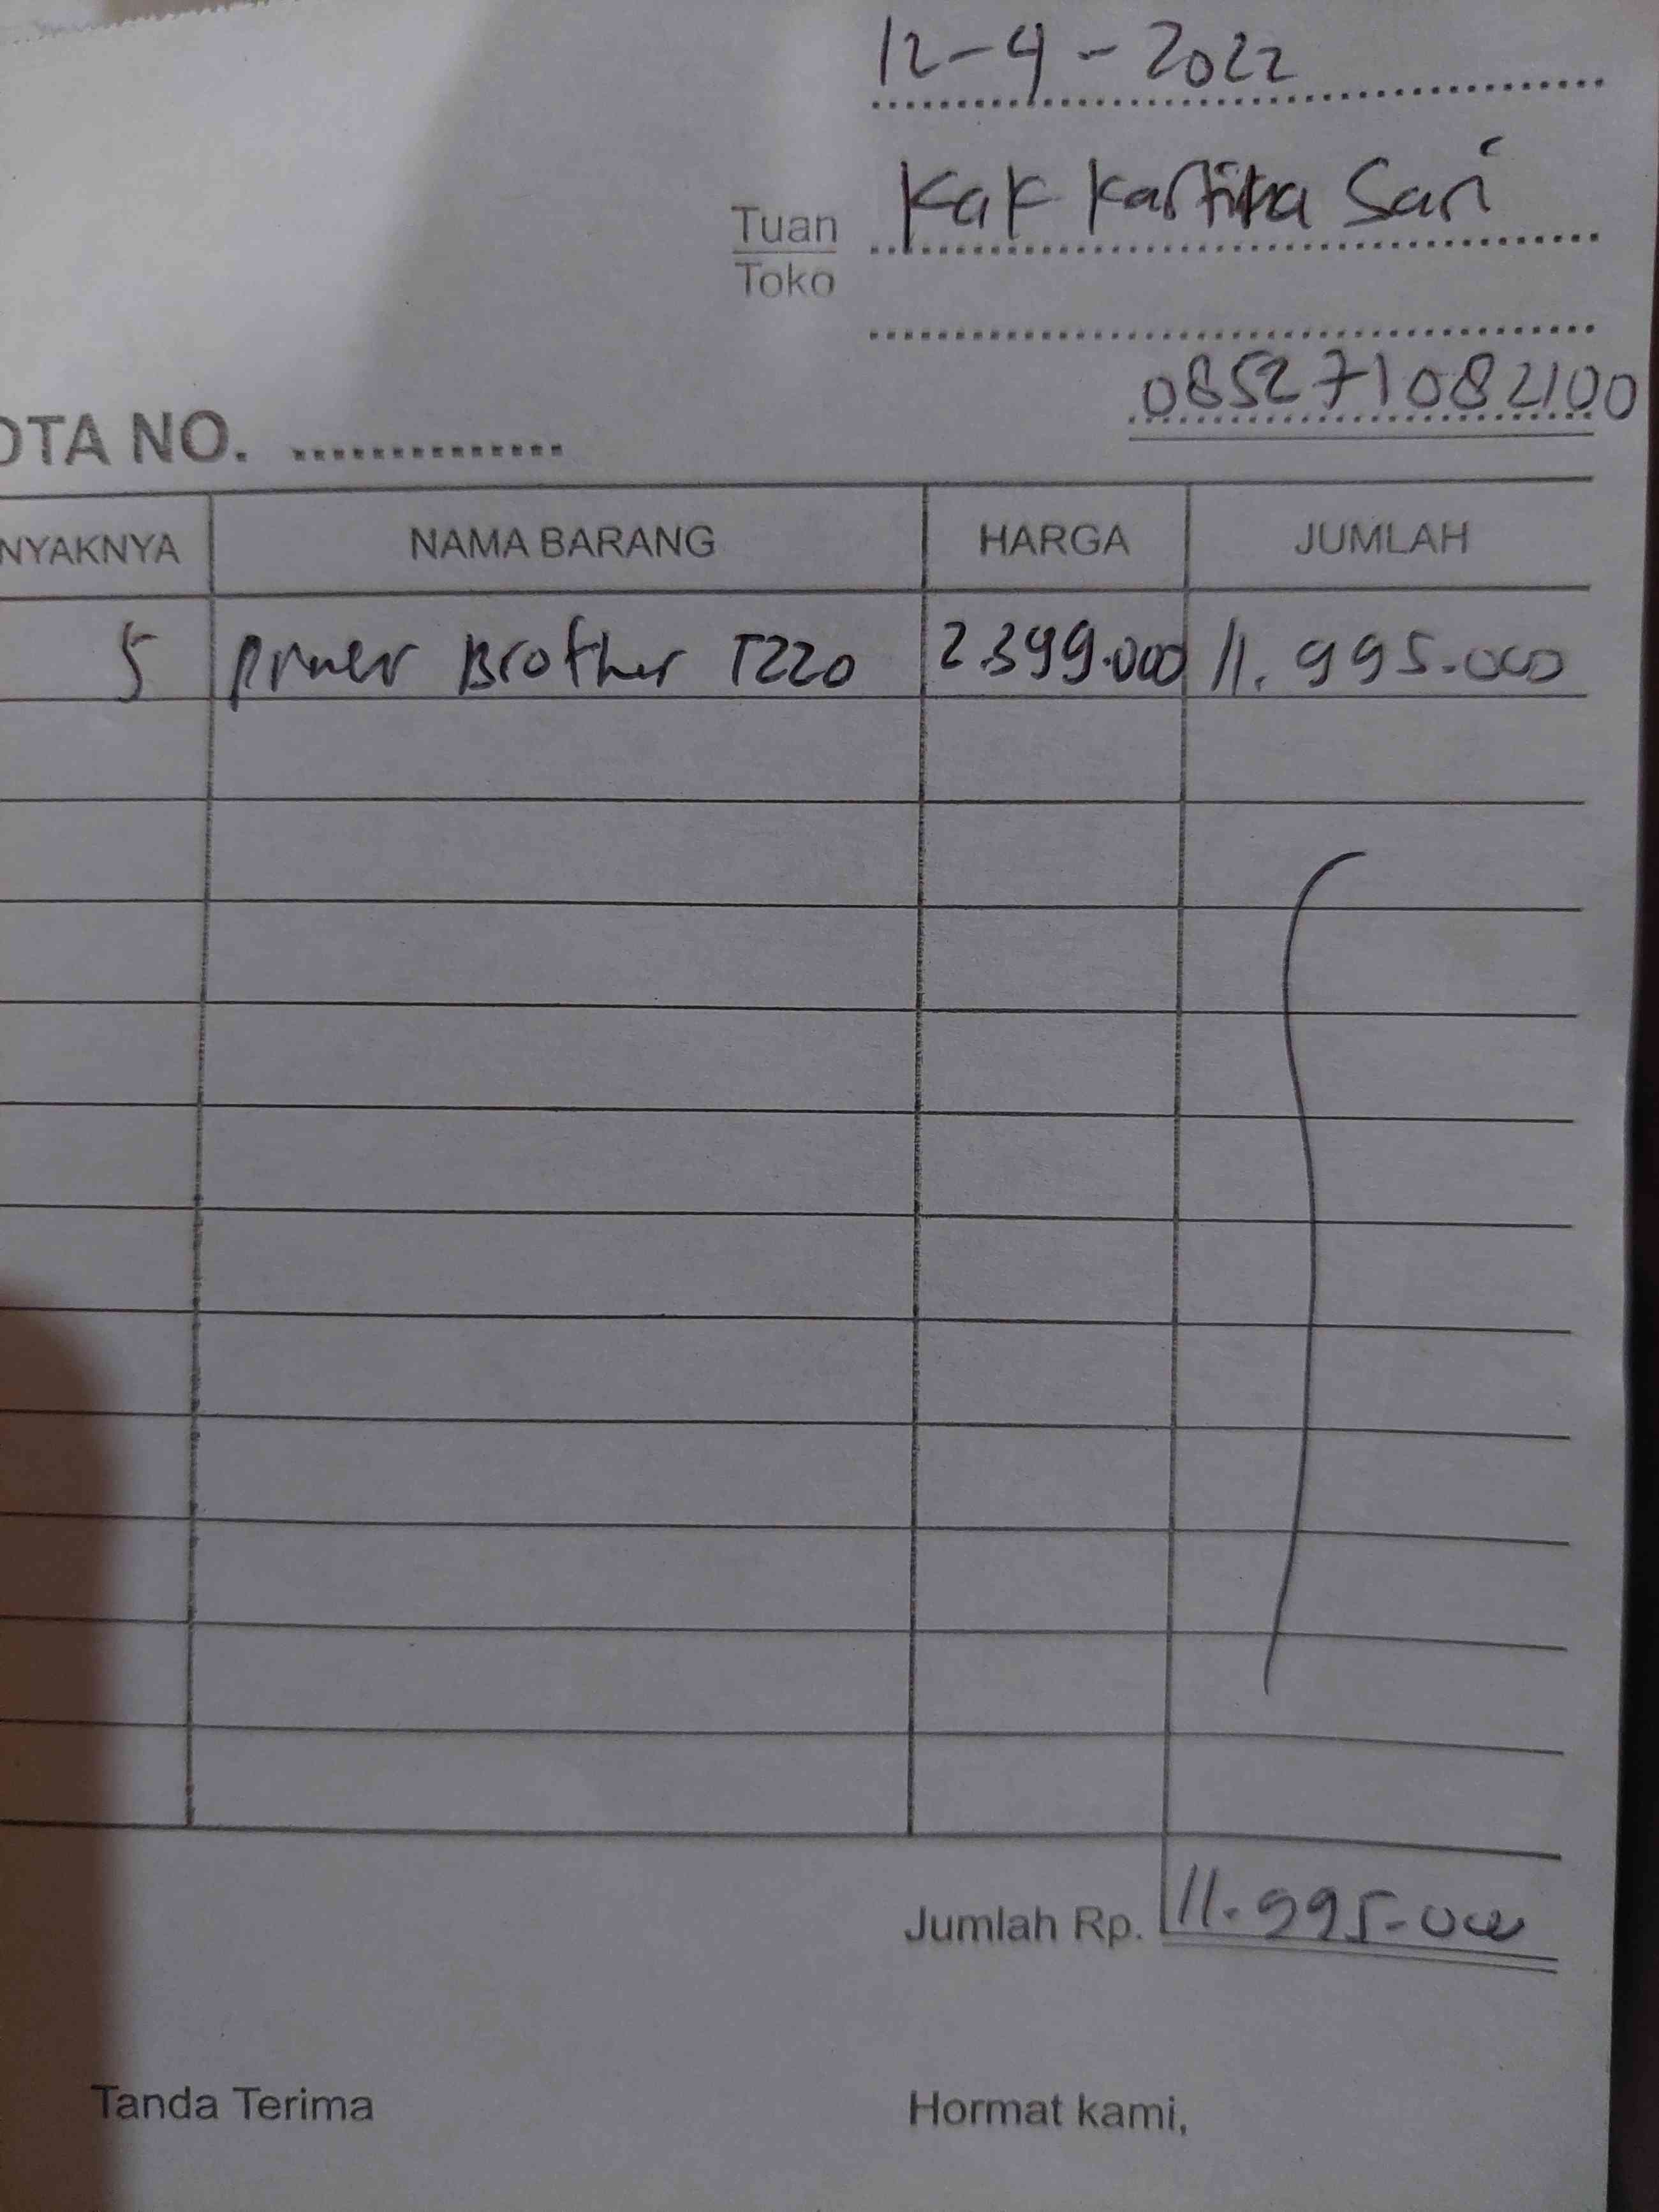 12-4-2022
Tuan
Toko
Kak Kartika Sari
085271082100
OTA NO. ..............
NYAKNYA NAMA BARANG HARGA JUMLAH
5 Brother T220 2.399.000 11.995.000
Jumlah Rp. 11.995.000
Tanda Terima Hormat kami,